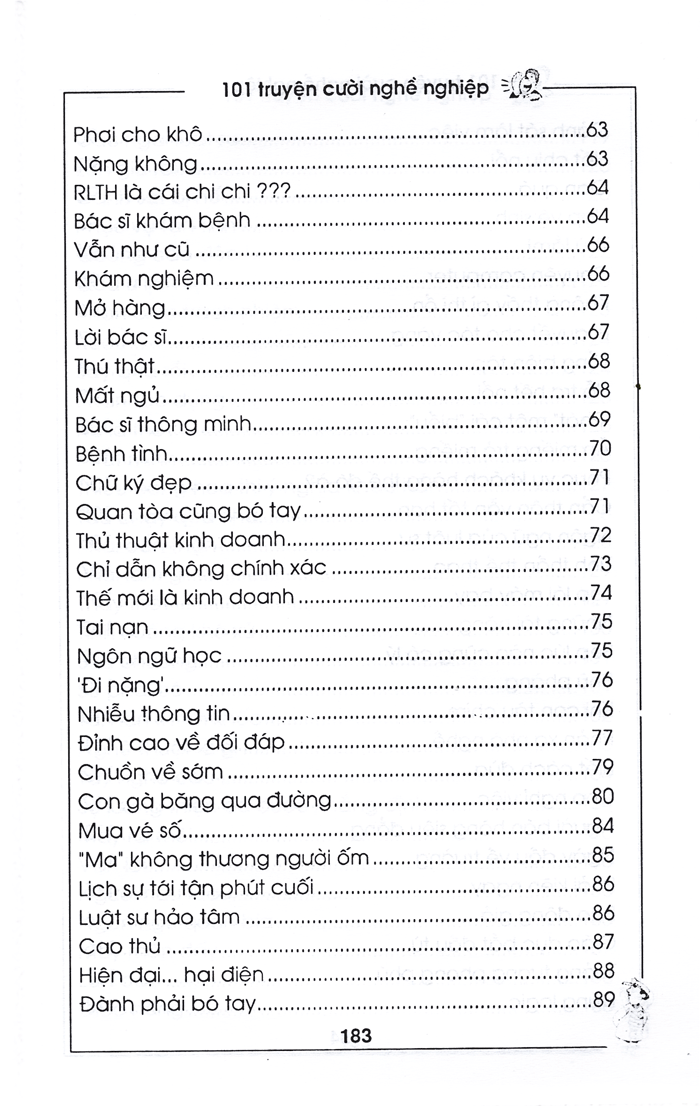 101 truyện cười nghề nghiệp
Phơi cho khô.....63
Nặng không.....63
RLTH là cái chi chi ???.....64
Bác sĩ khám bệnh.....64
Vẫn như cũ.....66
Khám nghiệm.....66
Mở hàng.....67
Lời bác sĩ.....67
Thú thật.....68
Mất ngủ.....68
Bác sĩ thông minh.....69
Bệnh tình.....70
Chữ ký đẹp.....71
Quan tòa cũng bó tay.....71
Thủ thuật kinh doanh.....72
Chỉ dẫn không chính xác.....73
Thế mới là kinh doanh.....74
Tai nạn.....75
Ngôn ngữ học.....75
'Đi nặng'.....76
Nhiễu thông tin.....76
Đỉnh cao về đối đáp.....77
Chuồn về sớm.....79
Con gà băng qua đường.....80
Mua vé số.....84
"Ma" không thương người ốm.....85
Lịch sự tới tận phút cuối.....86
Luật sư hảo tâm.....86
Cao thủ.....87
Hiện đại... hại điện.....88
Đành phải bó tay.....89
183